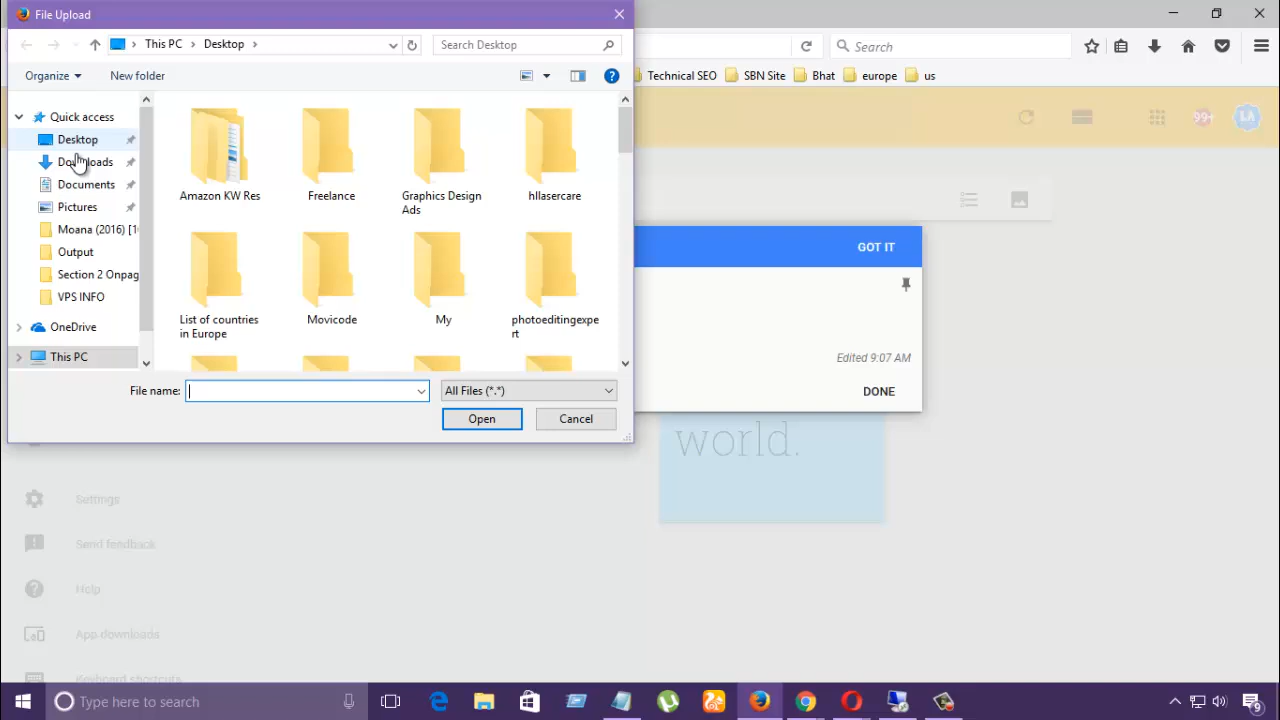 File Upload
This PC
Desktop
Search Desktop
Search
Organize
New folder
Technical SEO
SBN Site
Bhat
europe
us
Quick access
Desktop
Downloads
Documents
Pictures
Moana (2016) [1
Output
Section 2 Onpag
VPS INFO
OneDrive
This PC
Amazon KW Res
Freelance
Graphics Design
Ads
hllasercare
List of countries
in Europe
Movicode
My
photoeditingexpe
rt
99+
LA
GOT IT
Edited 9:07 AM
DONE
File name:
All Files (*.*)
Open
Cancel
world.
Settings
Send feedback
Help
App downloads
Keyboard shortcuts
Type here to search
9